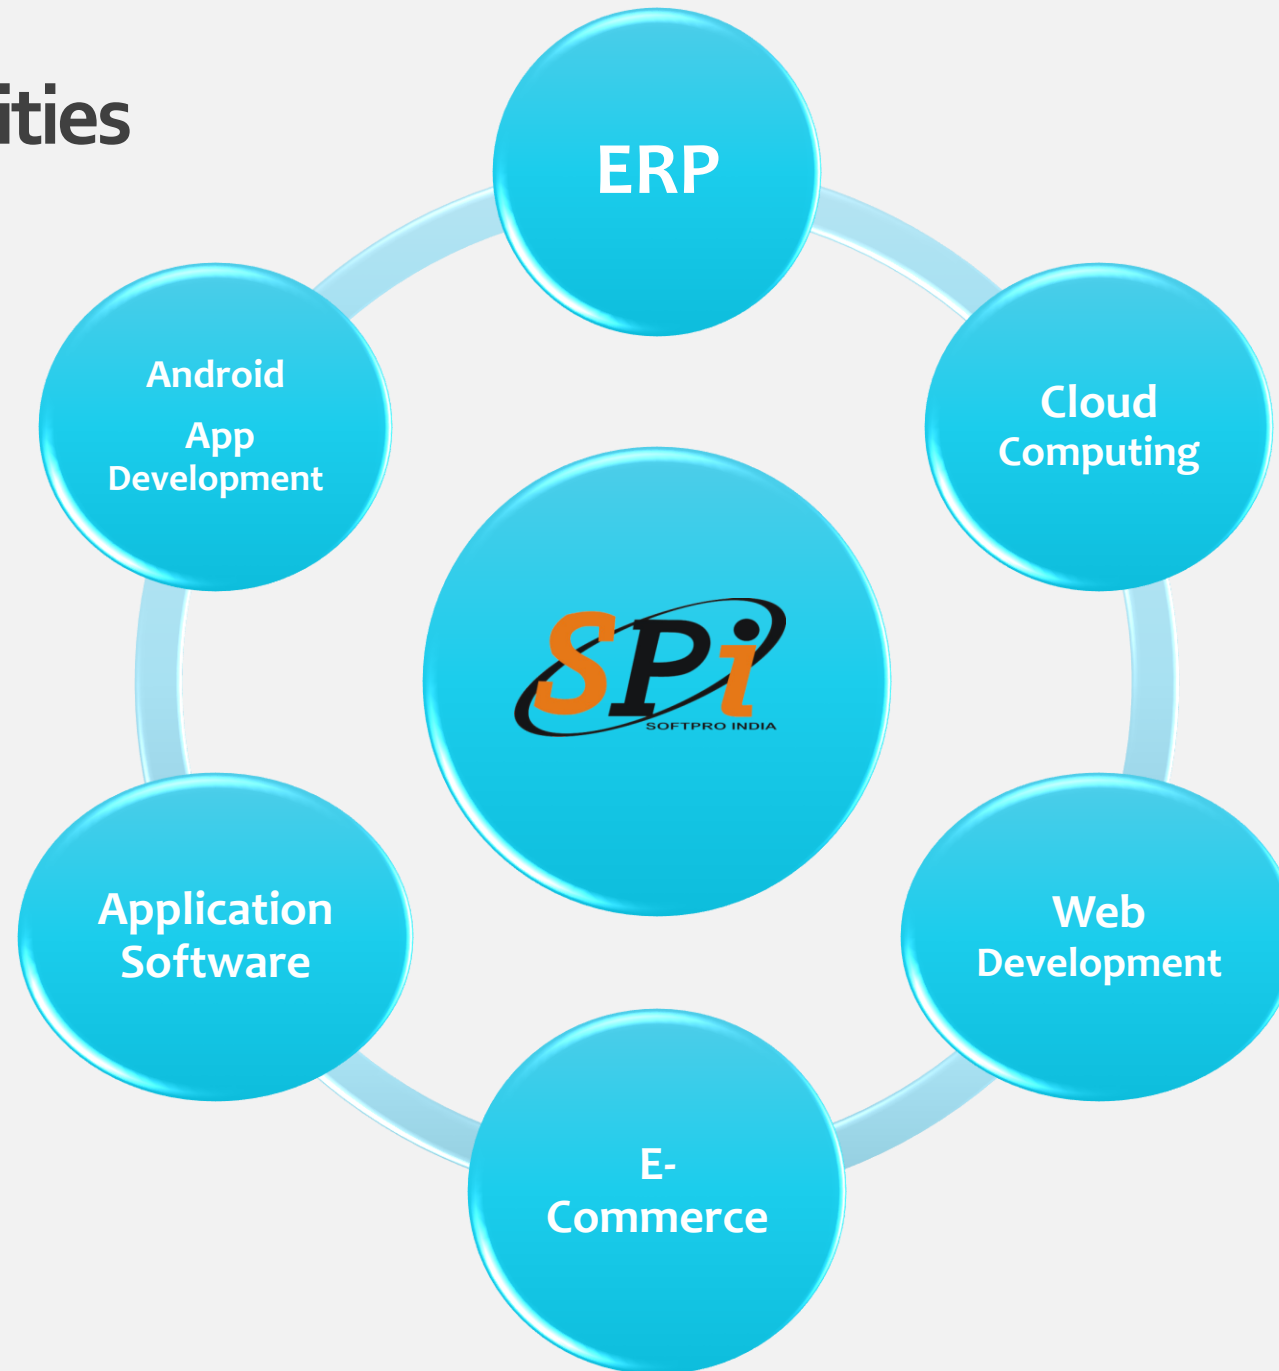 ities
ERP
Cloud
Computing
Web
Development
E-
Commerce
Application
Software
Android
App
Development
SPi
SOFTPRO INDIA